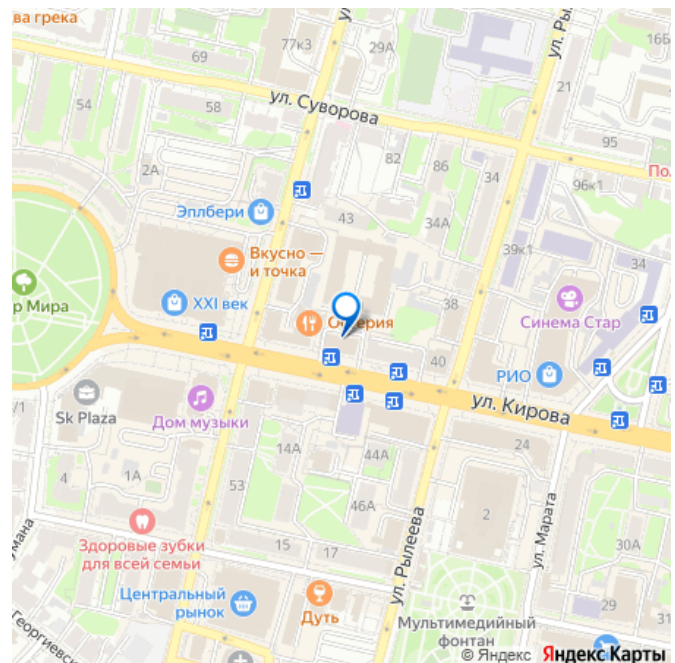 ва грека
77к3
29А
ул. Ры
16Б
69
ул. Суворова
54
58
21
95
2А
82
86
34
Пол
96к1
Эплбери
43
34А
39к1
Вкусно —
и точка
34
р Мира
XXI век
38
Синема Стар
40
РИО
Sk Plaza
/1
Дом музыки
ул. Кирова
24
14А
44А
4
1А
53
46А
2
ул. Марата
умана
Здоровые зубки
для всей семьи
15
17
ул. Рылеева
30А
Центральный
рынок
Дуть
29
Мультимедийный
фонтан
Георгиевск
© Яндекс Яндекс Карты